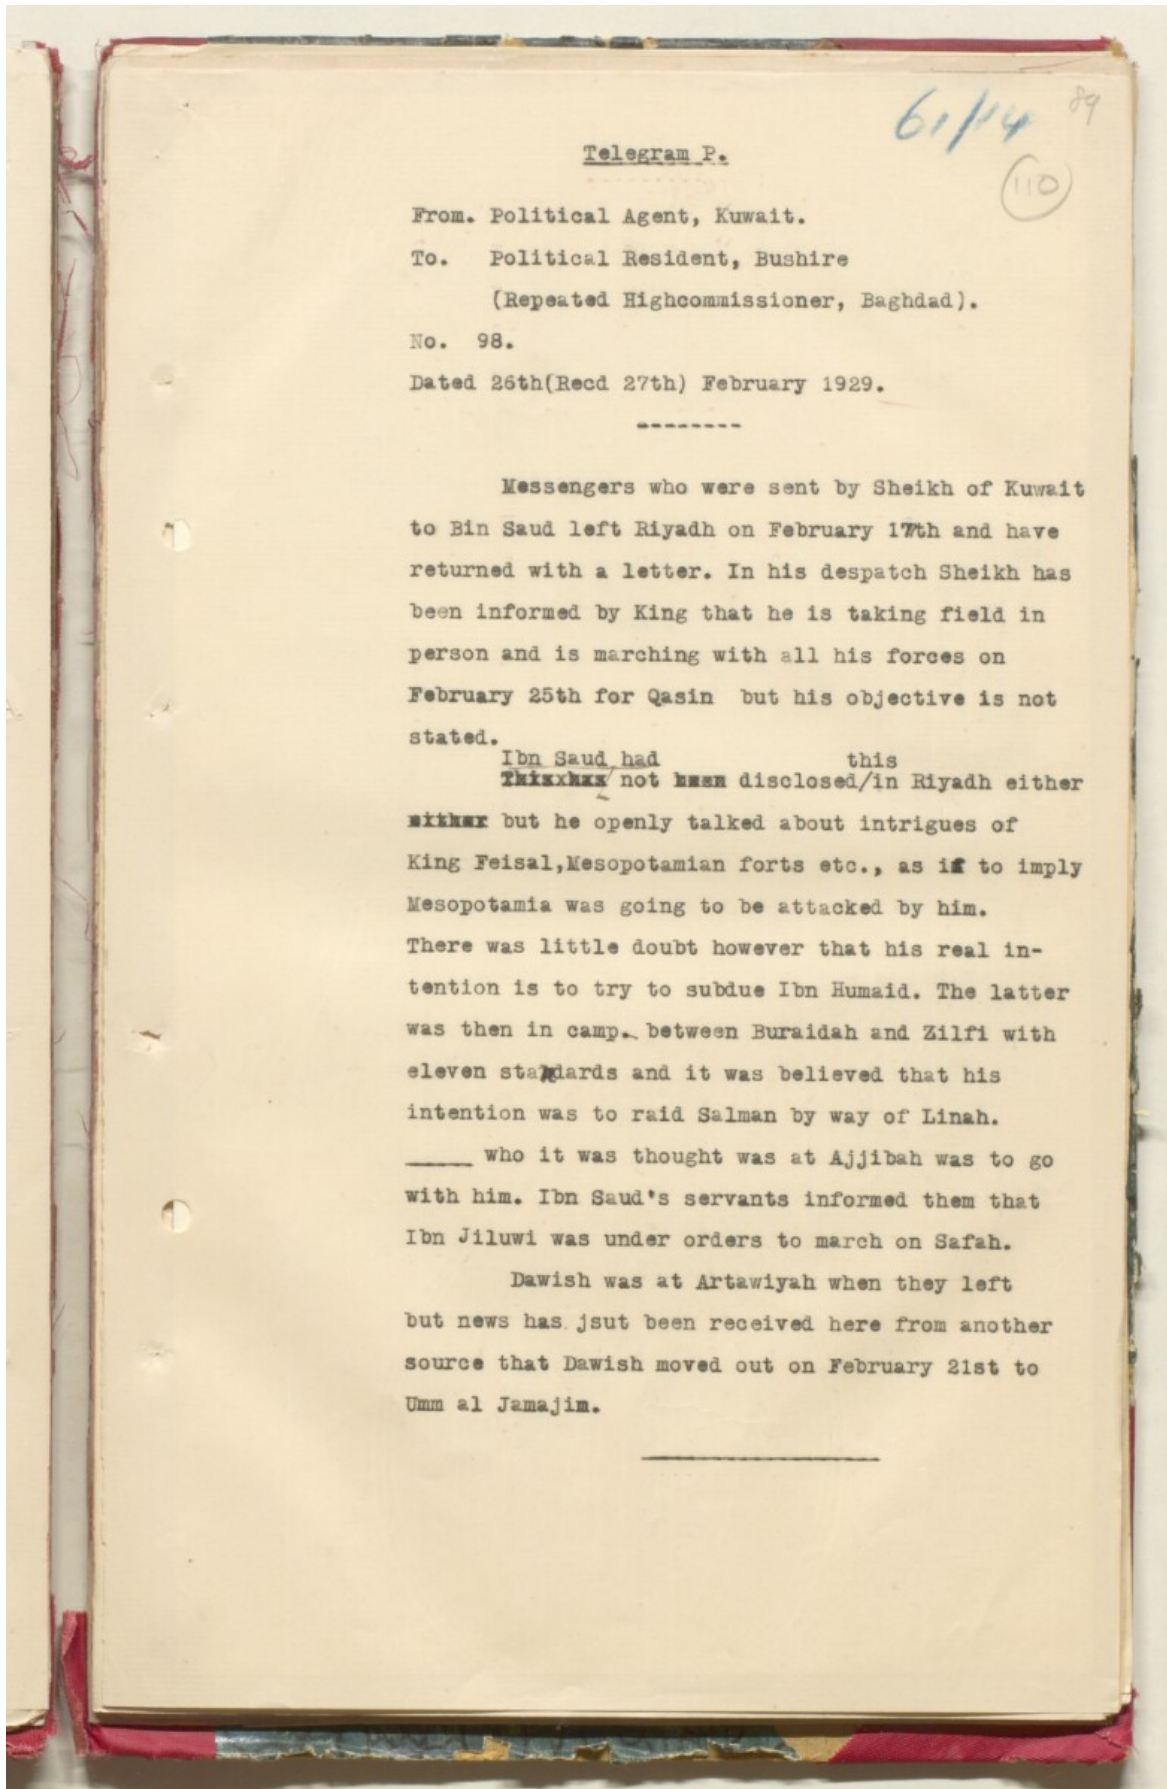 61/14
89
110
Telegram P.
From. Political Agent, Kuwait.
To. Political Resident, Bushire
(Repeated Highcommissioner, Baghdad).
No. 98.
Dated 26th(Recd 27th) February 1929.
--------
Messengers who were sent by Sheikh of Kuwait
to Bin Saud left Riyadh on February 17th and have
returned with a letter. In his despatch Sheikh has
been informed by King that he is taking field in
person and is marching with all his forces on
February 25th for Qasin but his objective is not
stated.
Ibn Saud had this
This has not been disclosed/in Riyadh either
either but he openly talked about intrigues of
King Feisal,Mesopotamian forts etc., as if to imply
Mesopotamia was going to be attacked by him.
There was little doubt however that his real in-
tention is to try to subdue Ibn Humaid. The latter
was then in camp. between Buraidah and Zilfi with
eleven standards and it was believed that his
intention was to raid Salman by way of Linah.
_____ who it was thought was at Ajjibah was to go
with him. Ibn Saud's servants informed them that
Ibn Jiluwi was under orders to march on Safah.
Dawish was at Artawiyah when they left
but news has jsut been received here from another
source that Dawish moved out on February 21st to
Umm al Jamajim.